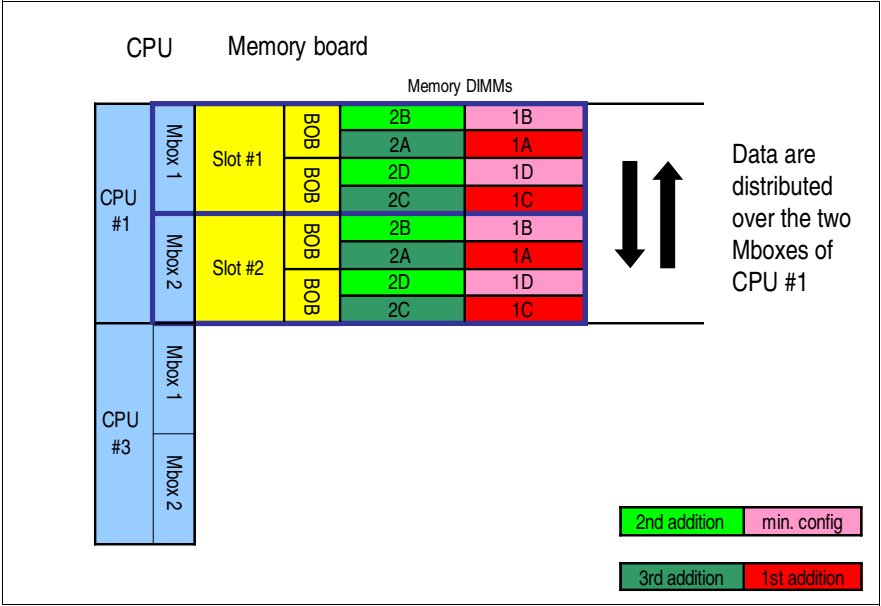 CPU Memory board
Memory DIMMs
CPU
#1
Mbox 1
Slot #1
BOB
2B 1B
2A 1A
BOB
2D 1D
2C 1C
Mbox 2
Slot #2
BOB
2B 1B
2A 1A
BOB
2D 1D
2C 1C
Data are
distributed
over the two
Mboxes of
CPU #1
CPU
#3
Mbox 1
Mbox 2
2nd addition min. config
3rd addition 1st addition